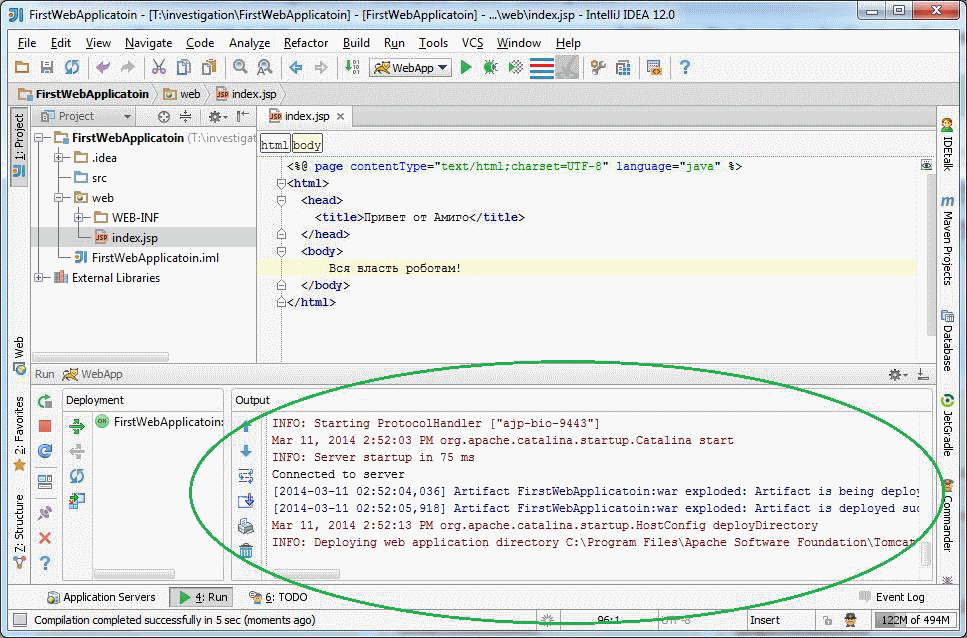 FirstWebApplicatoin - [T:\investigation\FirstWebApplicatoin] - [FirstWebApplicatoin] - ...\web\index.jsp - IntelliJ IDEA 12.0
File Edit View Navigate Code Analyze Refactor Build Run Tools VCS Window Help
WebApp
FirstWebApplicatoin web index.jsp
1: Project
Project
index.jsp
FirstWebApplicatoin (T:\investigat
.idea
src
web
WEB-INF
index.jsp
FirstWebApplicatoin.iml
External Libraries
html body
<%@ page contentType="text/html;charset=UTF-8" language="java" %>
<html>
<head>
<title>Привет от Амиго</title>
</head>
<body>
Вся власть роботам!
</body>
</html>
IDEtalk
Maven Projects
Database
JetGradle
Commander
Web
2: Favorites
Z: Structure
Run WebApp
Deployment
FirstWebApplicatoin:
Output
INFO: Starting ProtocolHandler ["ajp-bio-9443"]
Mar 11, 2014 2:52:03 PM org.apache.catalina.startup.Catalina start
INFO: Server startup in 75 ms
Connected to server
[2014-03-11 02:52:04,036] Artifact FirstWebApplicatoin:war exploded: Artifact is being deploy
[2014-03-11 02:52:05,918] Artifact FirstWebApplicatoin:war exploded: Artifact is deployed suc
Mar 11, 2014 2:52:13 PM org.apache.catalina.startup.HostConfig deployDirectory
INFO: Deploying web application directory C:\Program Files\Apache Software Foundation\Tomcat
Application Servers 4: Run 6: TODO Event Log
Compilation completed successfully in 5 sec (moments ago) 96:1 UTF-8 Insert 122M of 494M